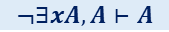 ¬∃xA, A ⊢ A